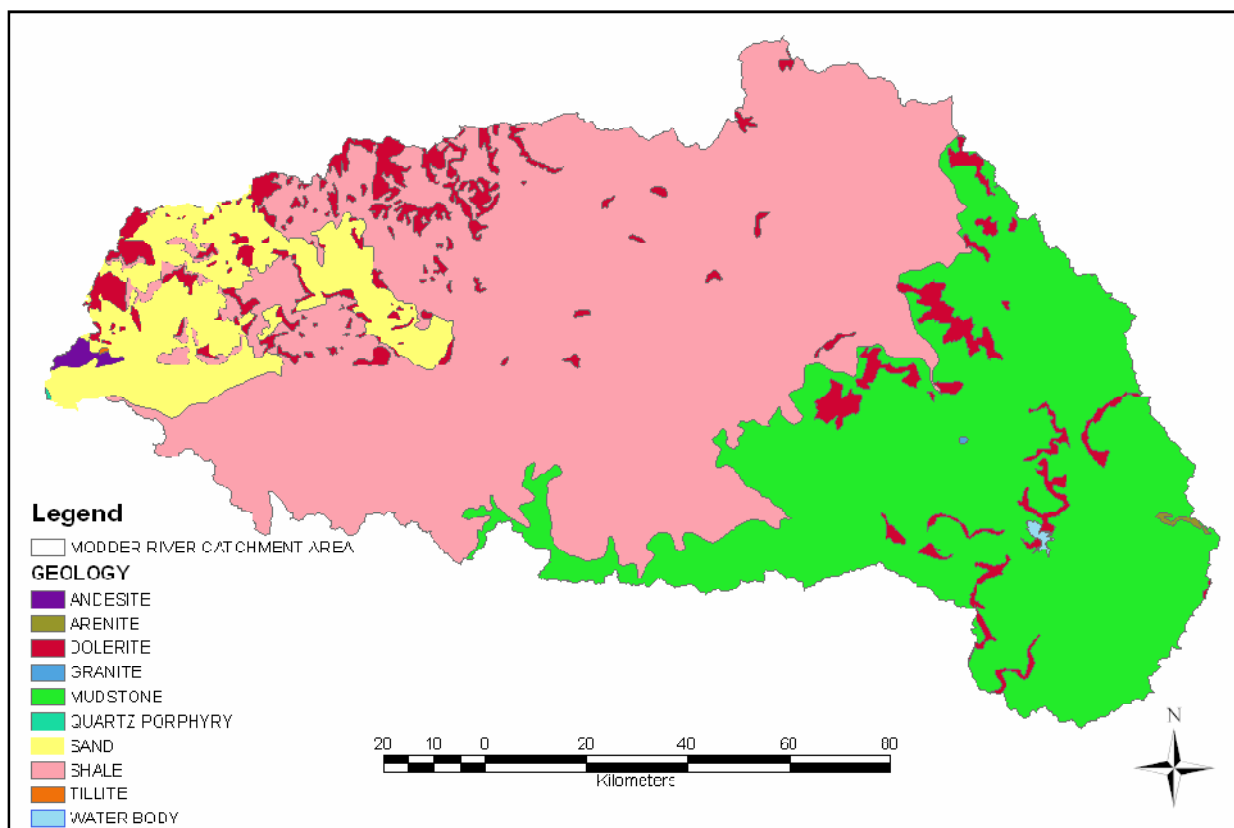 Legend
MODDER RIVER CATCHMENT AREA
GEOLOGY
ANDESITE
ARENITE
DOLERITE
GRANITE
MUDSTONE
QUARTZ PORPHYRY
SAND
SHALE
TILLITE
WATER BODY
20 10 0 20 40 60 80
Kilometers
N